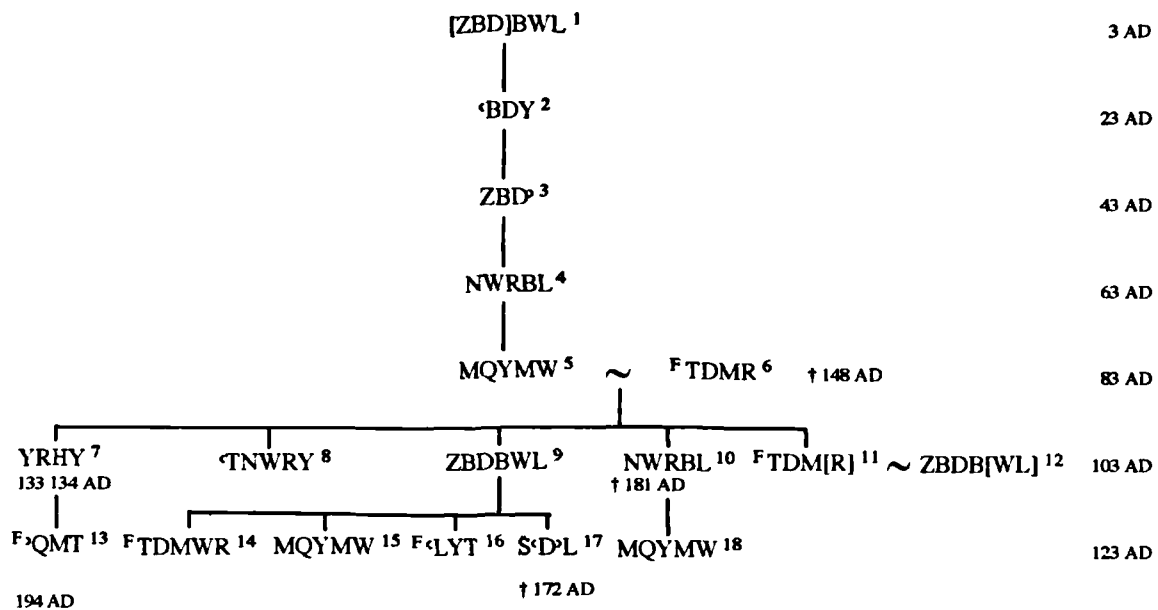 [ZBD]BWL 1 3 AD
ʿBDY 2 23 AD
ZBDʾ 3 43 AD
NWRBL 4 63 AD
MQYMW 5 ~ F TDMR 6 † 148 AD 83 AD
YRHY 7 ʿTNWRY 8 ZBDBWL 9 NWRBL 10 F TDM[R] 11 ~ ZBDB[WL] 12 103 AD
133 134 AD † 181 AD
F ʾQMT 13 F TDMWR 14 MQYMW 15 F ʿLYT 16 ŠʿDʾL 17 MQYMW 18 123 AD
† 172 AD
194 AD